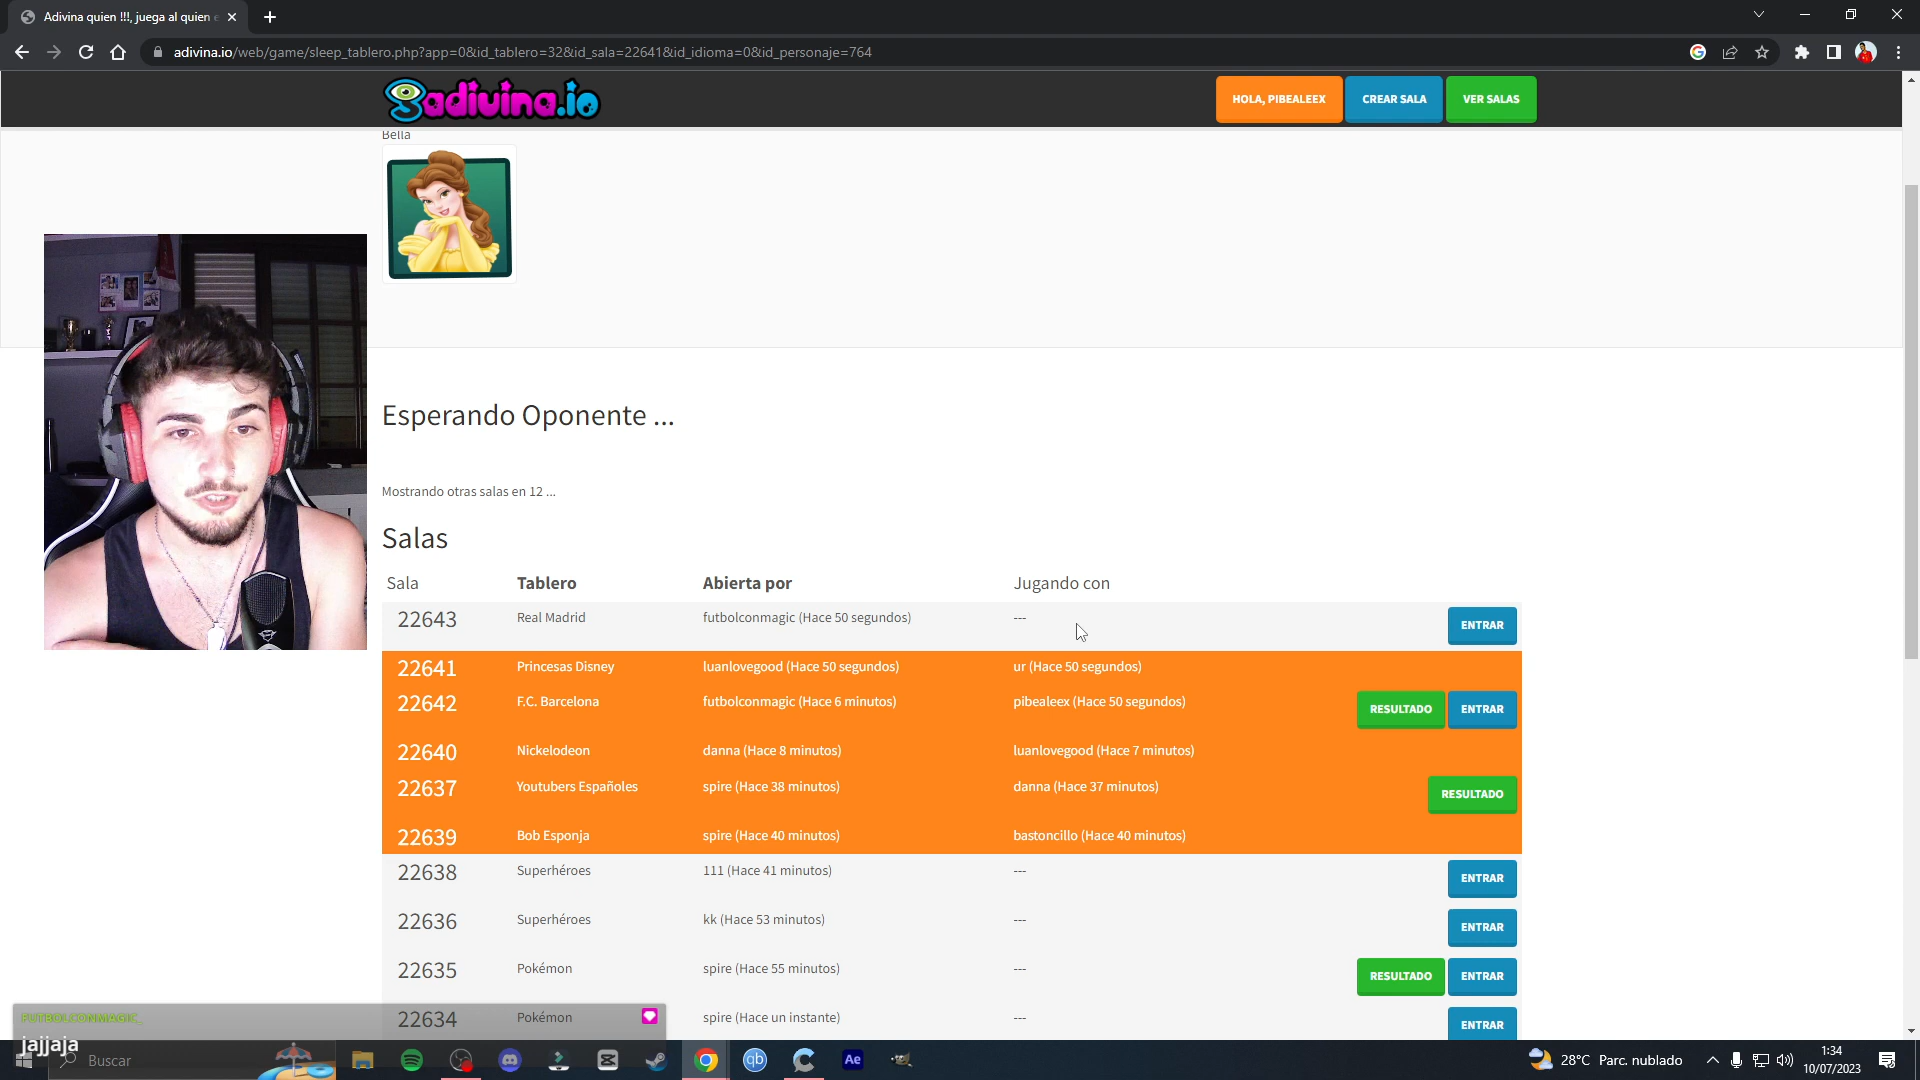 Adivina quien !!!, juega al quien e
adivina.io/web/game/sleep_tablero.php?app=0&id_tablero=32&id_sala=22641&id_idioma=0&id_personaje=764
adivina.io
HOLA, PIBEALEEX
CREAR SALA
VER SALAS
Bella
Esperando Oponente ...
Mostrando otras salas en 12 ...
Salas
Sala Tablero Abierta por Jugando con
22643 Real Madrid futbolconmagic (Hace 50 segundos) --- ENTRAR
22641 Princesas Disney luanlovegood (Hace 50 segundos) ur (Hace 50 segundos)
22642 F.C. Barcelona futbolconmagic (Hace 6 minutos) pibealeex (Hace 50 segundos) RESULTADO ENTRAR
22640 Nickelodeon danna (Hace 8 minutos) luanlovegood (Hace 7 minutos)
22637 Youtubers Españoles spire (Hace 38 minutos) danna (Hace 37 minutos) RESULTADO
22639 Bob Esponja spire (Hace 40 minutos) bastoncillo (Hace 40 minutos)
22638 Superhéroes 111 (Hace 41 minutos) --- ENTRAR
22636 Superhéroes kk (Hace 53 minutos) --- ENTRAR
22635 Pokémon spire (Hace 55 minutos) --- RESULTADO ENTRAR
22634 Pokémon spire (Hace un instante) --- ENTRAR
FUTBOLCONMAGIC_
jajjaja
Buscar
qb
Ae
28°C Parc. nublado
1:34
10/07/2023